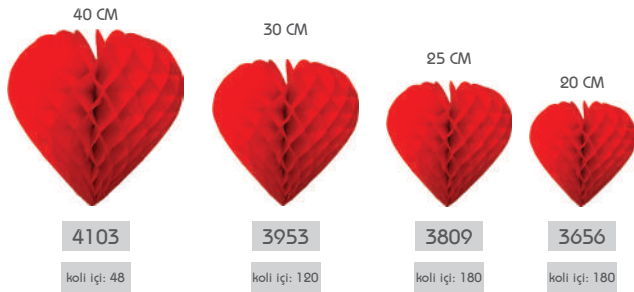 40 CM
30 CM
25 CM
20 CM
4103
3953
3809
3656
koli içi: 48
koli içi: 120
koli içi: 180
koli içi: 180